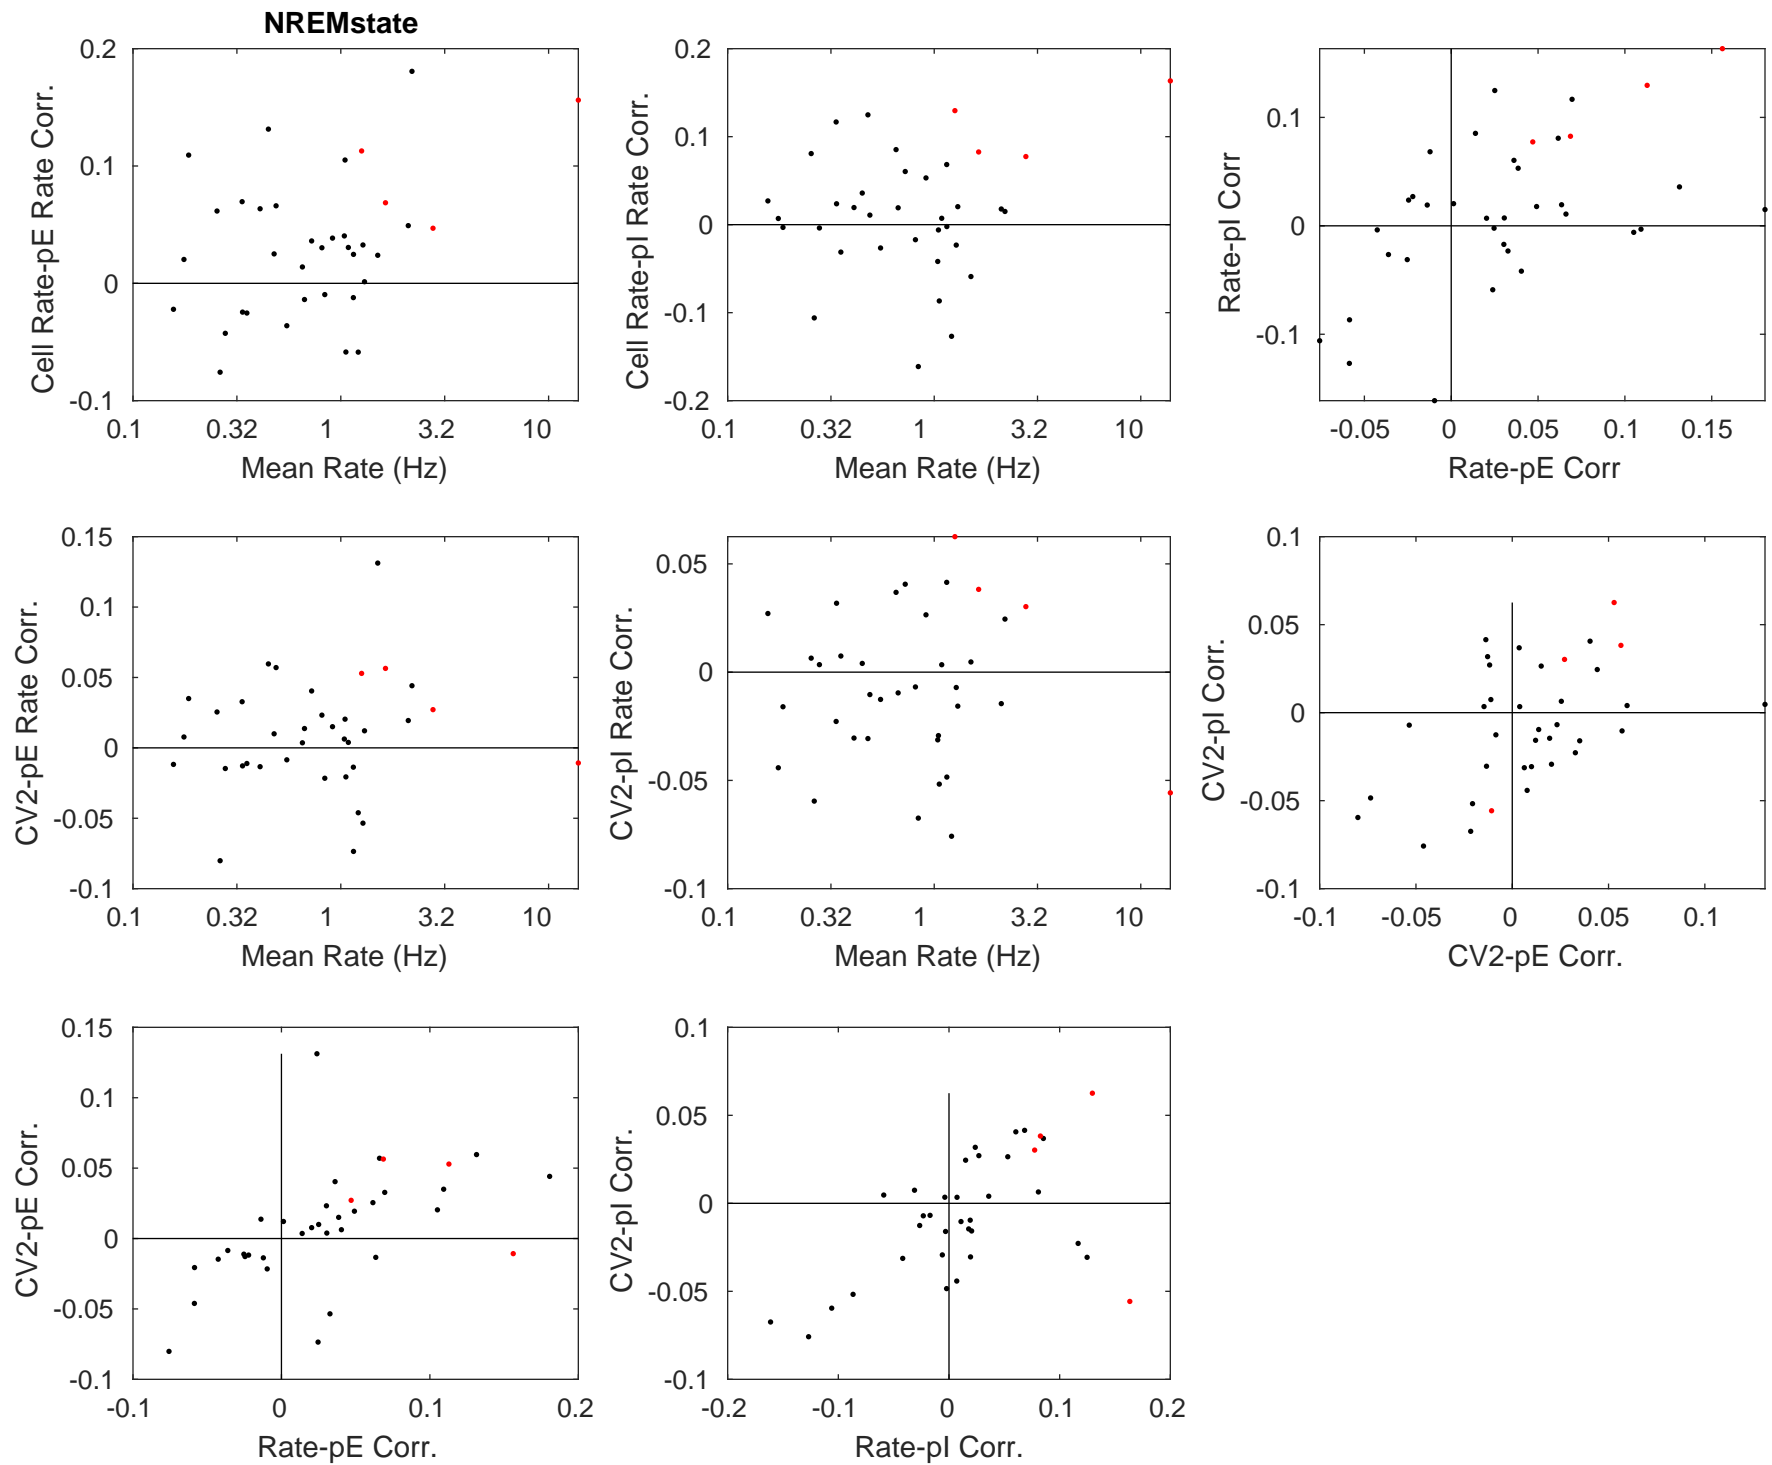 NREMstate
0.2
0.1
0
-0.1
Cell Rate-pE Rate Corr.
0.1 0.32 1 3.2 10
Mean Rate (Hz)
0.2
0.1
0
-0.1
-0.2
Cell Rate-pI Rate Corr.
0.1 0.32 1 3.2 10
Mean Rate (Hz)
0.1
0
-0.1
Rate-pI Corr
-0.05 0 0.05 0.1 0.15
Rate-pE Corr
0.15
0.1
0.05
0
-0.05
-0.1
CV2-pE Rate Corr.
0.1 0.32 1 3.2 10
Mean Rate (Hz)
0.05
0
-0.05
-0.1
CV2-pI Rate Corr.
0.1 0.32 1 3.2 10
Mean Rate (Hz)
0.1
0.05
0
-0.05
-0.1
CV2-pI Corr.
-0.1 -0.05 0 0.05 0.1
CV2-pE Corr.
0.15
0.1
0.05
0
-0.05
-0.1
CV2-pE Corr.
-0.1 0 0.1 0.2
Rate-pE Corr.
0.1
0.05
0
-0.05
-0.1
CV2-pI Corr.
-0.2 -0.1 0 0.1 0.2
Rate-pI Corr.